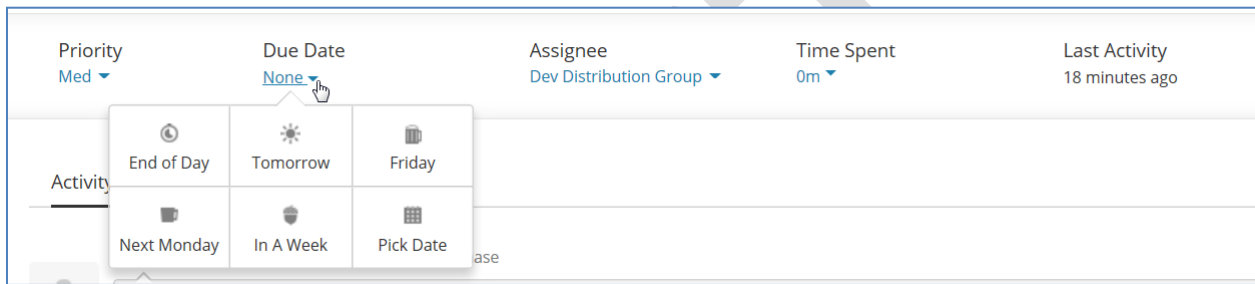 Priority Due Date Assignee Time Spent Last Activity
Med None Dev Distribution Group 0m 18 minutes ago
End of Day Tomorrow Friday
Activity
Next Monday In A Week Pick Date
ase